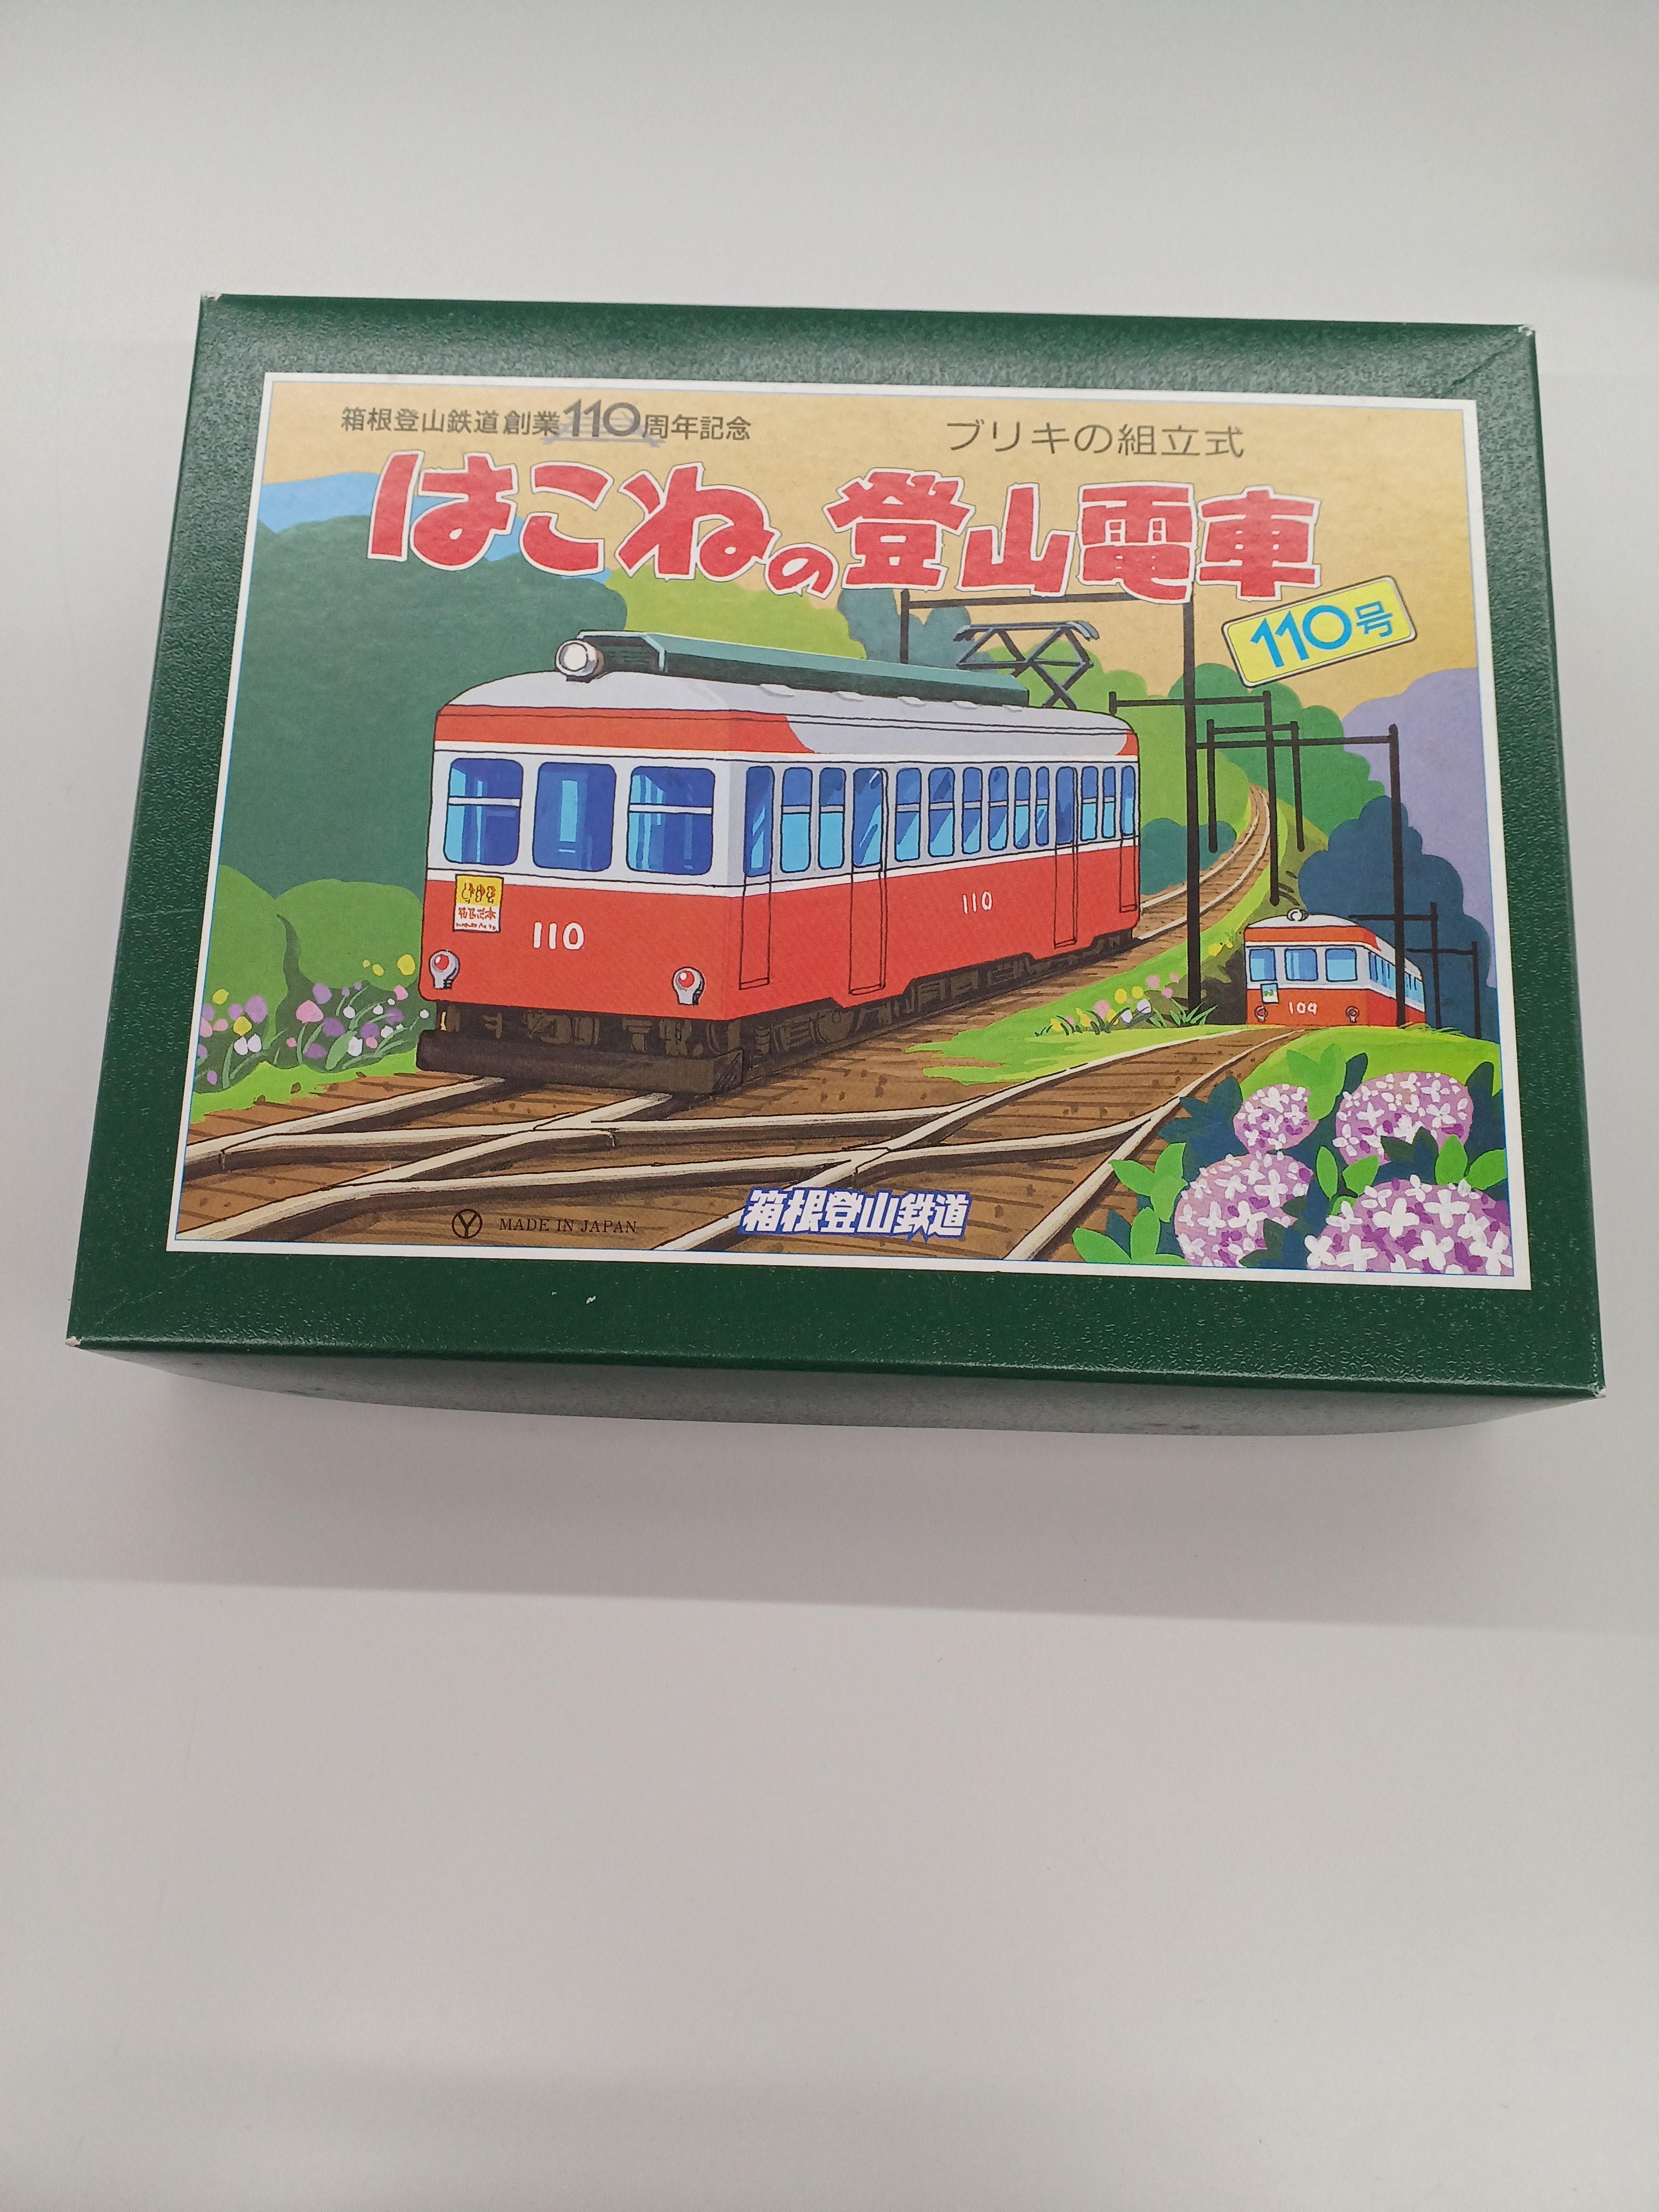 箱根登山鉄道創業110周年記念
ブリキの組立式
はこねの登山電車
110号
110
110
104
MADE IN JAPAN
箱根登山鉄道